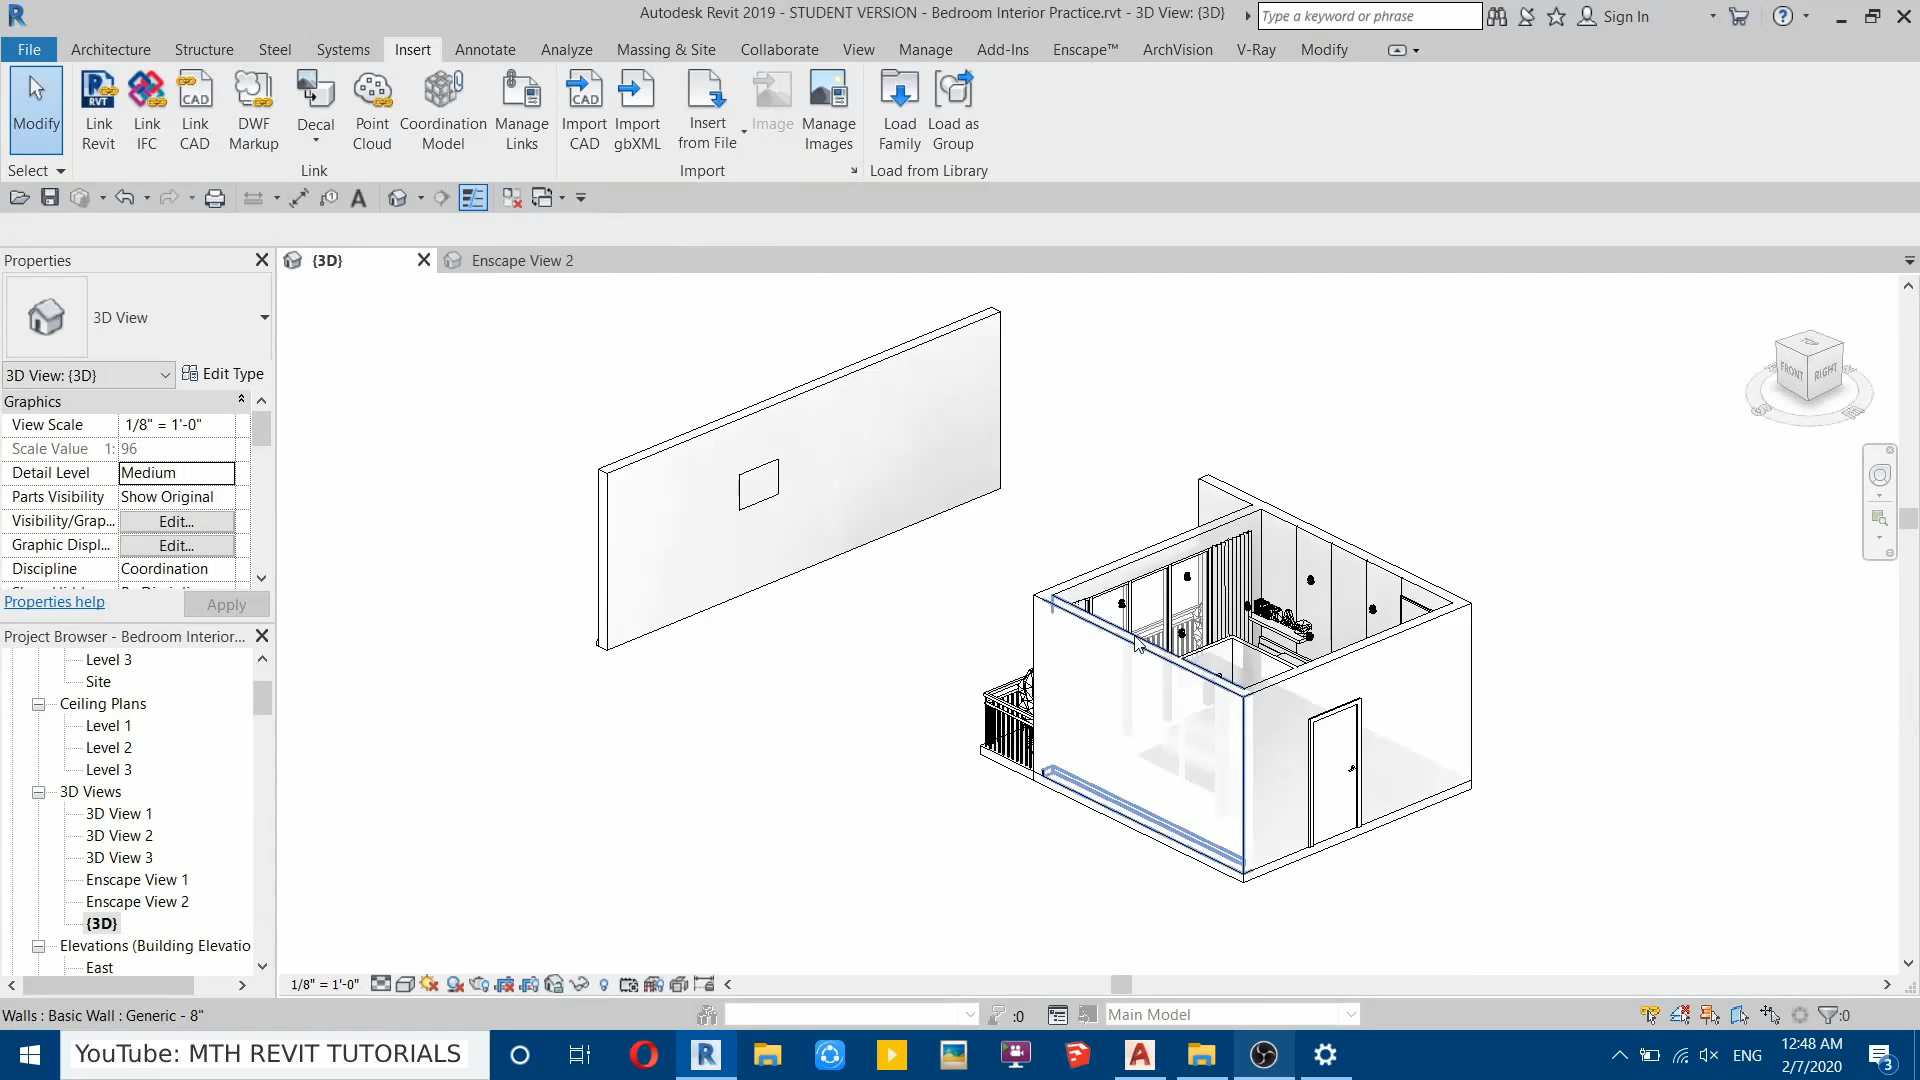 Autodesk Revit 2019 - STUDENT VERSION - Bedroom Interior Practice.rvt - 3D View: {3D}
Type a keyword or phrase
Sign In
File Architecture Structure Steel Systems Insert Annotate Analyze Massing & Site Collaborate View Manage Add-Ins Enscape™ ArchVision V-Ray Modify
Modify
Link Revit
Link IFC
Link CAD
DWF Markup
Decal
Point Cloud
Coordination Model
Manage Links
Import CAD
Import gbXML
Insert from File
Image
Manage Images
Load Family
Load as Group
Select
Link
Import
Load from Library
Properties
{3D}
Enscape View 2
3D View
3D View: {3D}
Edit Type
Graphics
View Scale 1/8" = 1'-0"
Scale Value 1: 96
Detail Level Medium
Parts Visibility Show Original
Visibility/Grap... Edit...
Graphic Displ... Edit...
Discipline Coordination
Properties help
Apply
Project Browser - Bedroom Interior...
Level 3
Site
Ceiling Plans
Level 1
Level 2
Level 3
3D Views
3D View 1
3D View 2
3D View 3
Enscape View 1
Enscape View 2
{3D}
Elevations (Building Elevatio
East
TOP
FRONT
RIGHT
1/8" = 1'-0"
Walls : Basic Wall : Generic - 8"
:0
Main Model
:0
YouTube: MTH REVIT TUTORIALS
ENG
12:48 AM
2/7/2020
3